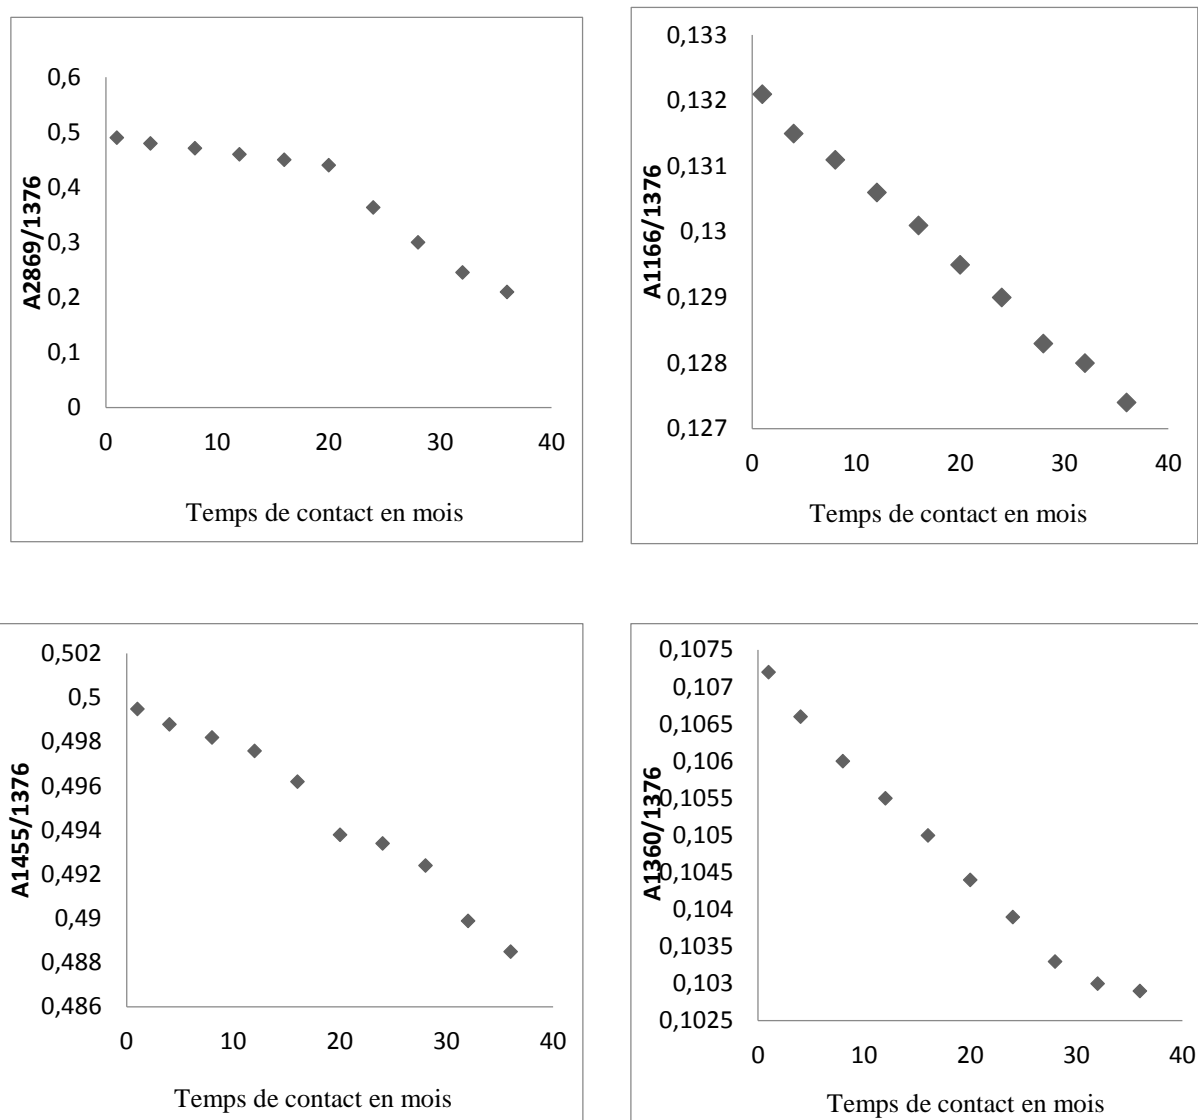 0,6
0,5
0,4
0,3
0,2
0,1
0
A2869/1376
0 10 20 30 40
Temps de contact en mois
0,133
0,132
0,131
0,13
0,129
0,128
0,127
A1166/1376
0 10 20 30 40
Temps de contact en mois
0,502
0,5
0,498
0,496
0,494
0,492
0,49
0,488
0,486
A1455/1376
0 10 20 30 40
Temps de contact en mois
0,1075
0,107
0,1065
0,106
0,1055
0,105
0,1045
0,104
0,1035
0,103
0,1025
A1360/1376
0 10 20 30 40
Temps de contact en mois